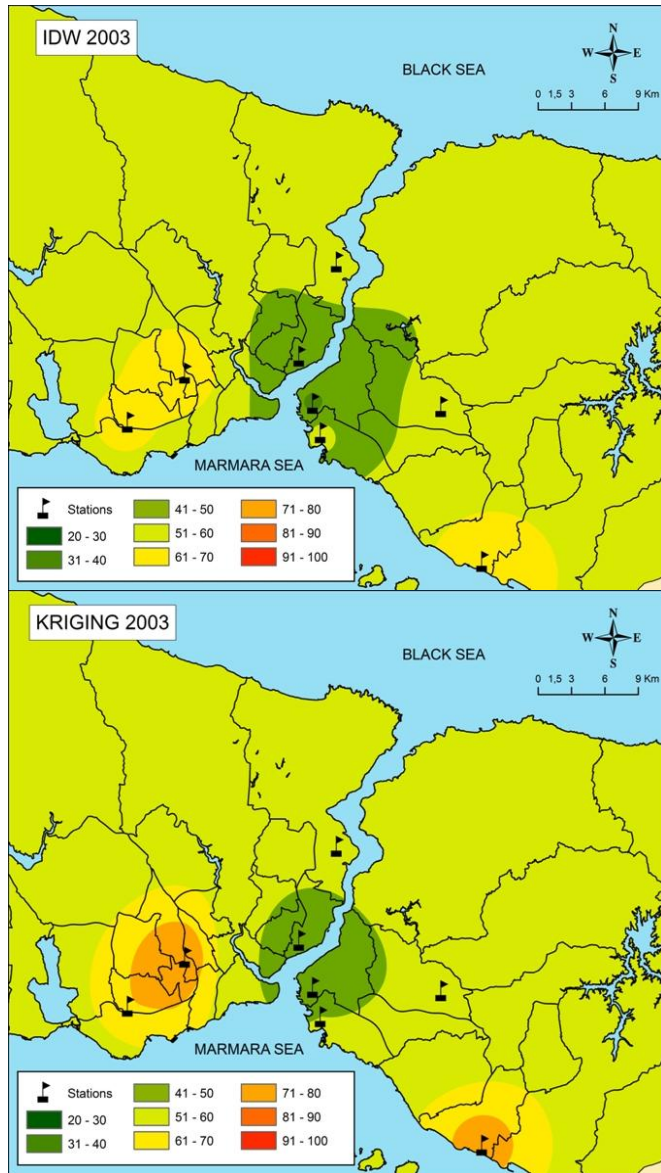 IDW 2003
BLACK SEA
N
W E
S
0 1,5 3 6 9 Km
MARMARA SEA
Stations
20 - 30
31 - 40
41 - 50
51 - 60
61 - 70
71 - 80
81 - 90
91 - 100
KRIGING 2003
BLACK SEA
N
W E
S
0 1,5 3 6 9 Km
MARMARA SEA
Stations
20 - 30
31 - 40
41 - 50
51 - 60
61 - 70
71 - 80
81 - 90
91 - 100